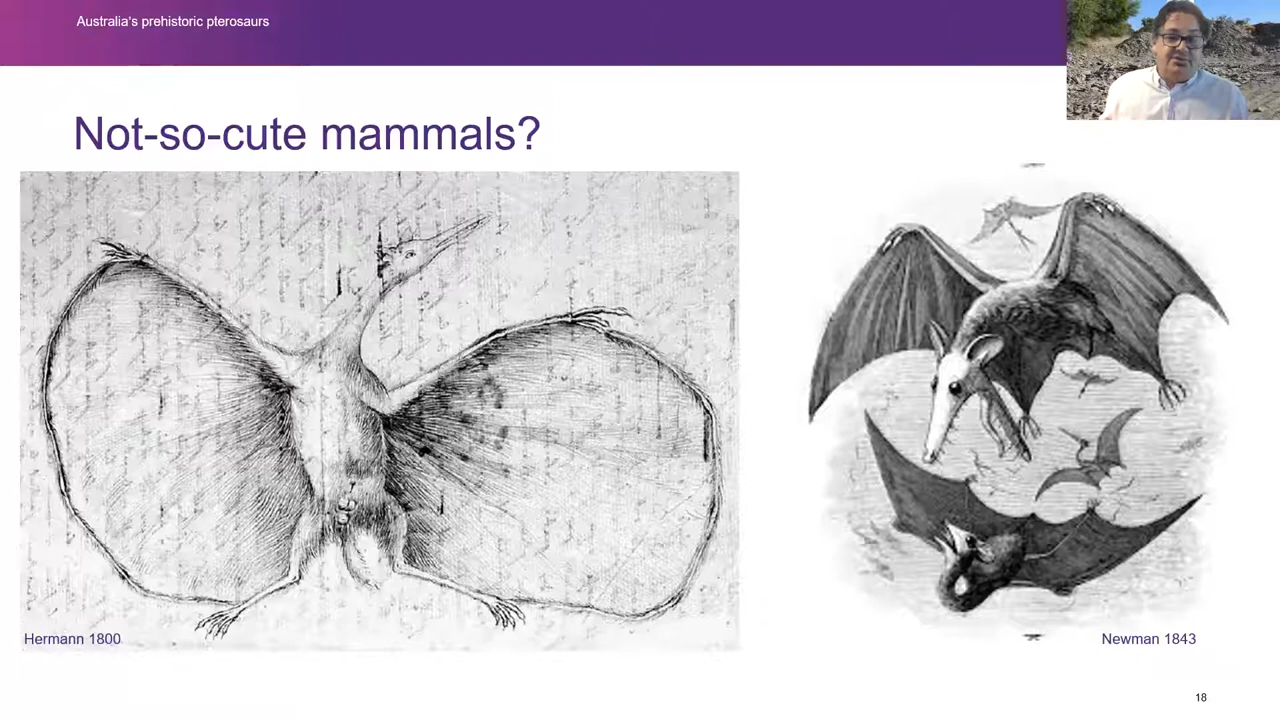 Australia's prehistoric pterosaurs
Not-so-cute mammals?
Hermann 1800
Newman 1843
18